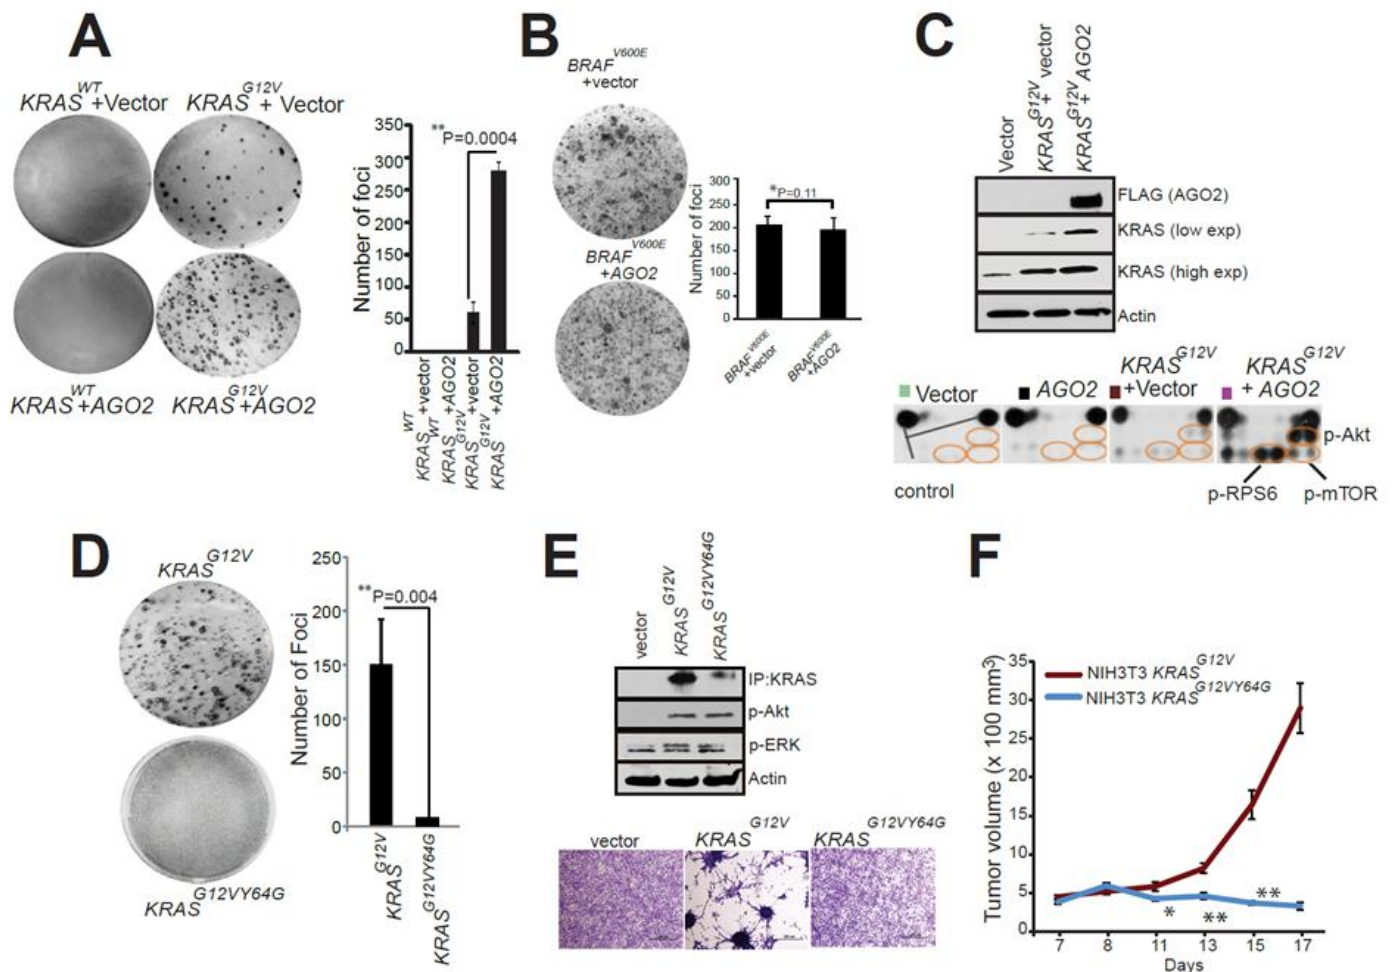 A
KRAS^WT + Vector
KRAS^G12V + Vector
KRAS^WT +AGO2
KRAS^G12V +AGO2
Number of foci
350
300
250
200
150
100
50
0
**P=0.0004
KRAS^WT +vector
KRAS^WT +AGO2
KRAS^G12V +vector
KRAS^G12V +AGO2
B
BRAF^V600E
+vector
BRAF^V600E
+AGO2
Number of foci
300
250
200
150
100
50
0
*P=0.11
BRAF^V600E
+vector
BRAF^V600E
+AGO2
C
Vector
KRAS^G12V + vector
KRAS^G12V + AGO2
FLAG (AGO2)
KRAS (low exp)
KRAS (high exp)
Actin
Vector
AGO2
KRAS^G12V
+Vector
KRAS^G12V
+ AGO2
p-Akt
control
p-RPS6
p-mTOR
D
KRAS^G12V
KRAS^G12VY64G
Number of Foci
250
200
150
100
50
0
**P=0.004
KRAS^G12V
KRAS^G12VY64G
E
vector
KRAS^G12V
KRAS^G12VY64G
IP:KRAS
p-Akt
p-ERK
Actin
vector
KRAS^G12V
KRAS^G12VY64G
F
Tumor volume (x 100 mm³)
35
30
25
20
15
10
5
0
NIH3T3 KRAS^G12V
NIH3T3 KRAS^G12VY64G
*
**
**
7 8 11 13 15 17
Days